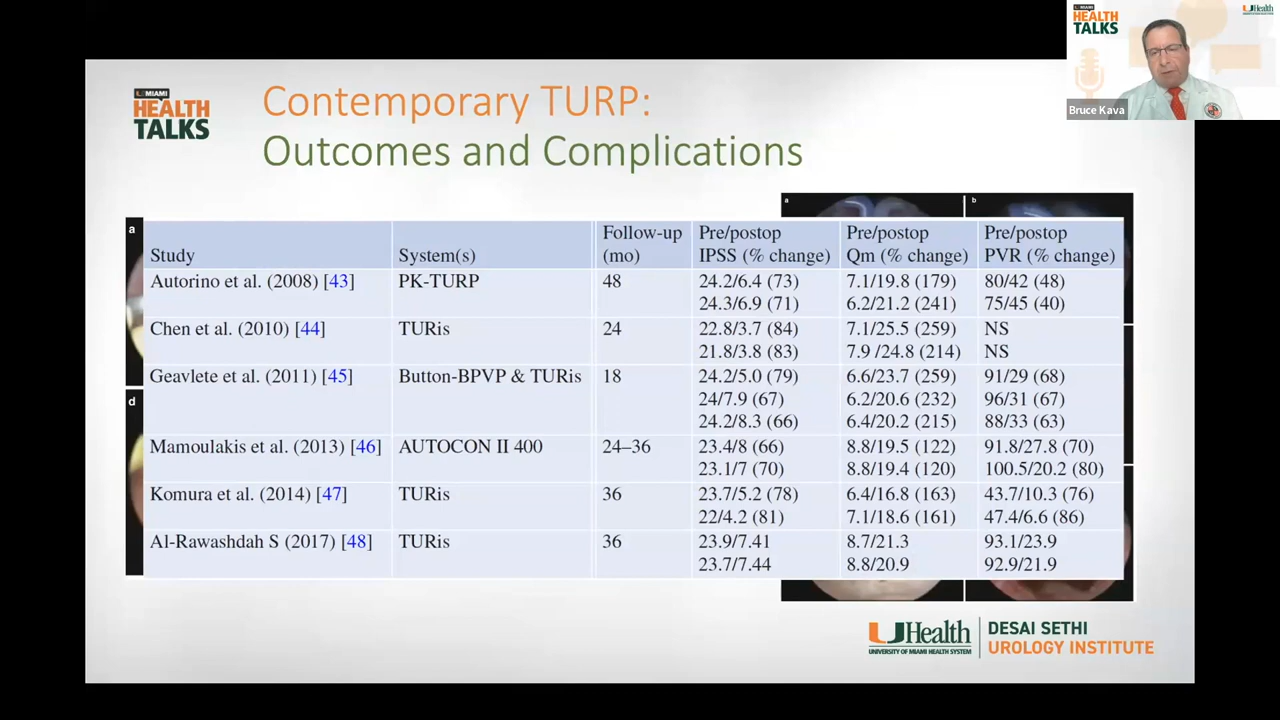 U MIAMI
HEALTH
TALKS
UHealth
Bruce Kava
U MIAMI
HEALTH
TALKS
Contemporary TURP:
Outcomes and Complications
a
b
a
d
Study System(s) Follow-up (mo) Pre/postop IPSS (% change) Pre/postop Qm (% change) Pre/postop PVR (% change)
Autorino et al. (2008) [43] PK-TURP 48 24.2/6.4 (73) 7.1/19.8 (179) 80/42 (48)
24.3/6.9 (71) 6.2/21.2 (241) 75/45 (40)
Chen et al. (2010) [44] TURis 24 22.8/3.7 (84) 7.1/25.5 (259) NS
21.8/3.8 (83) 7.9 /24.8 (214) NS
Geavlete et al. (2011) [45] Button-BPVP & TURis 18 24.2/5.0 (79) 6.6/23.7 (259) 91/29 (68)
24/7.9 (67) 6.2/20.6 (232) 96/31 (67)
24.2/8.3 (66) 6.4/20.2 (215) 88/33 (63)
Mamoulakis et al. (2013) [46] AUTOCON II 400 24–36 23.4/8 (66) 8.8/19.5 (122) 91.8/27.8 (70)
23.1/7 (70) 8.8/19.4 (120) 100.5/20.2 (80)
Komura et al. (2014) [47] TURis 36 23.7/5.2 (78) 6.4/16.8 (163) 43.7/10.3 (76)
22/4.2 (81) 7.1/18.6 (161) 47.4/6.6 (86)
Al-Rawashdah S (2017) [48] TURis 36 23.9/7.41 8.7/21.3 93.1/23.9
23.7/7.44 8.8/20.9 92.9/21.9
UHealth
UNIVERSITY OF MIAMI HEALTH SYSTEM
DESAI SETHI
UROLOGY INSTITUTE